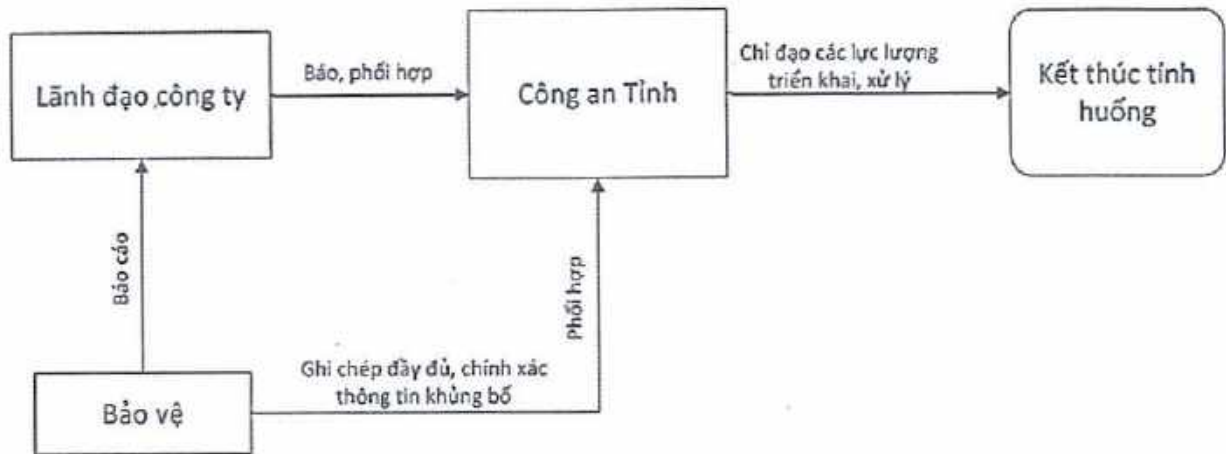 Lãnh đạo công ty
Báo, phối hợp
Công an Tỉnh
Chỉ đạo các lực lượng
triển khai, xử lý
Kết thúc tình
huống
Báo cáo
Phối hợp
Ghi chép đầy đủ, chính xác
thông tin khủng bố
Bảo vệ